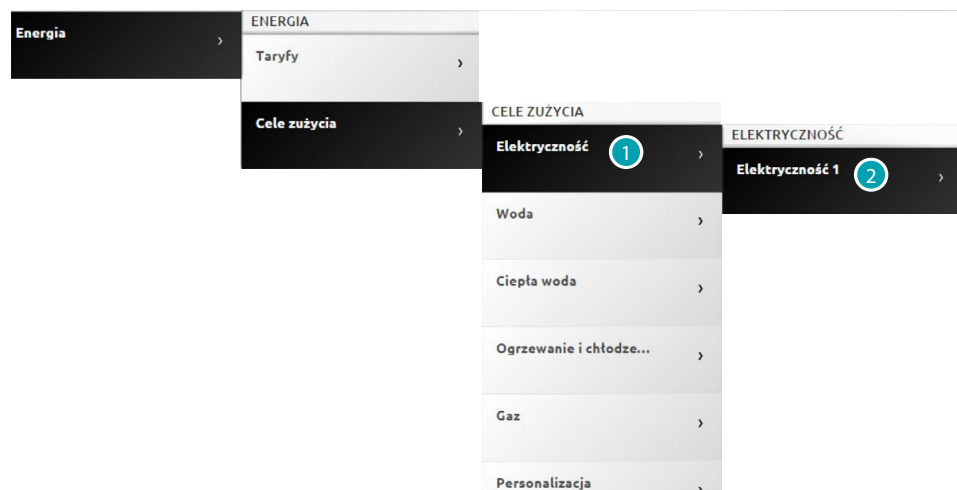 Energia
ENERGIA
Taryfy
Cele zużycia
CELE ZUŻYCIA
Elektryczność 1
Woda
Ciepła woda
Ogrzewanie i chłodze...
Gaz
Personalizacja
ELEKTRYCZNOŚĆ
Elektryczność 1 2